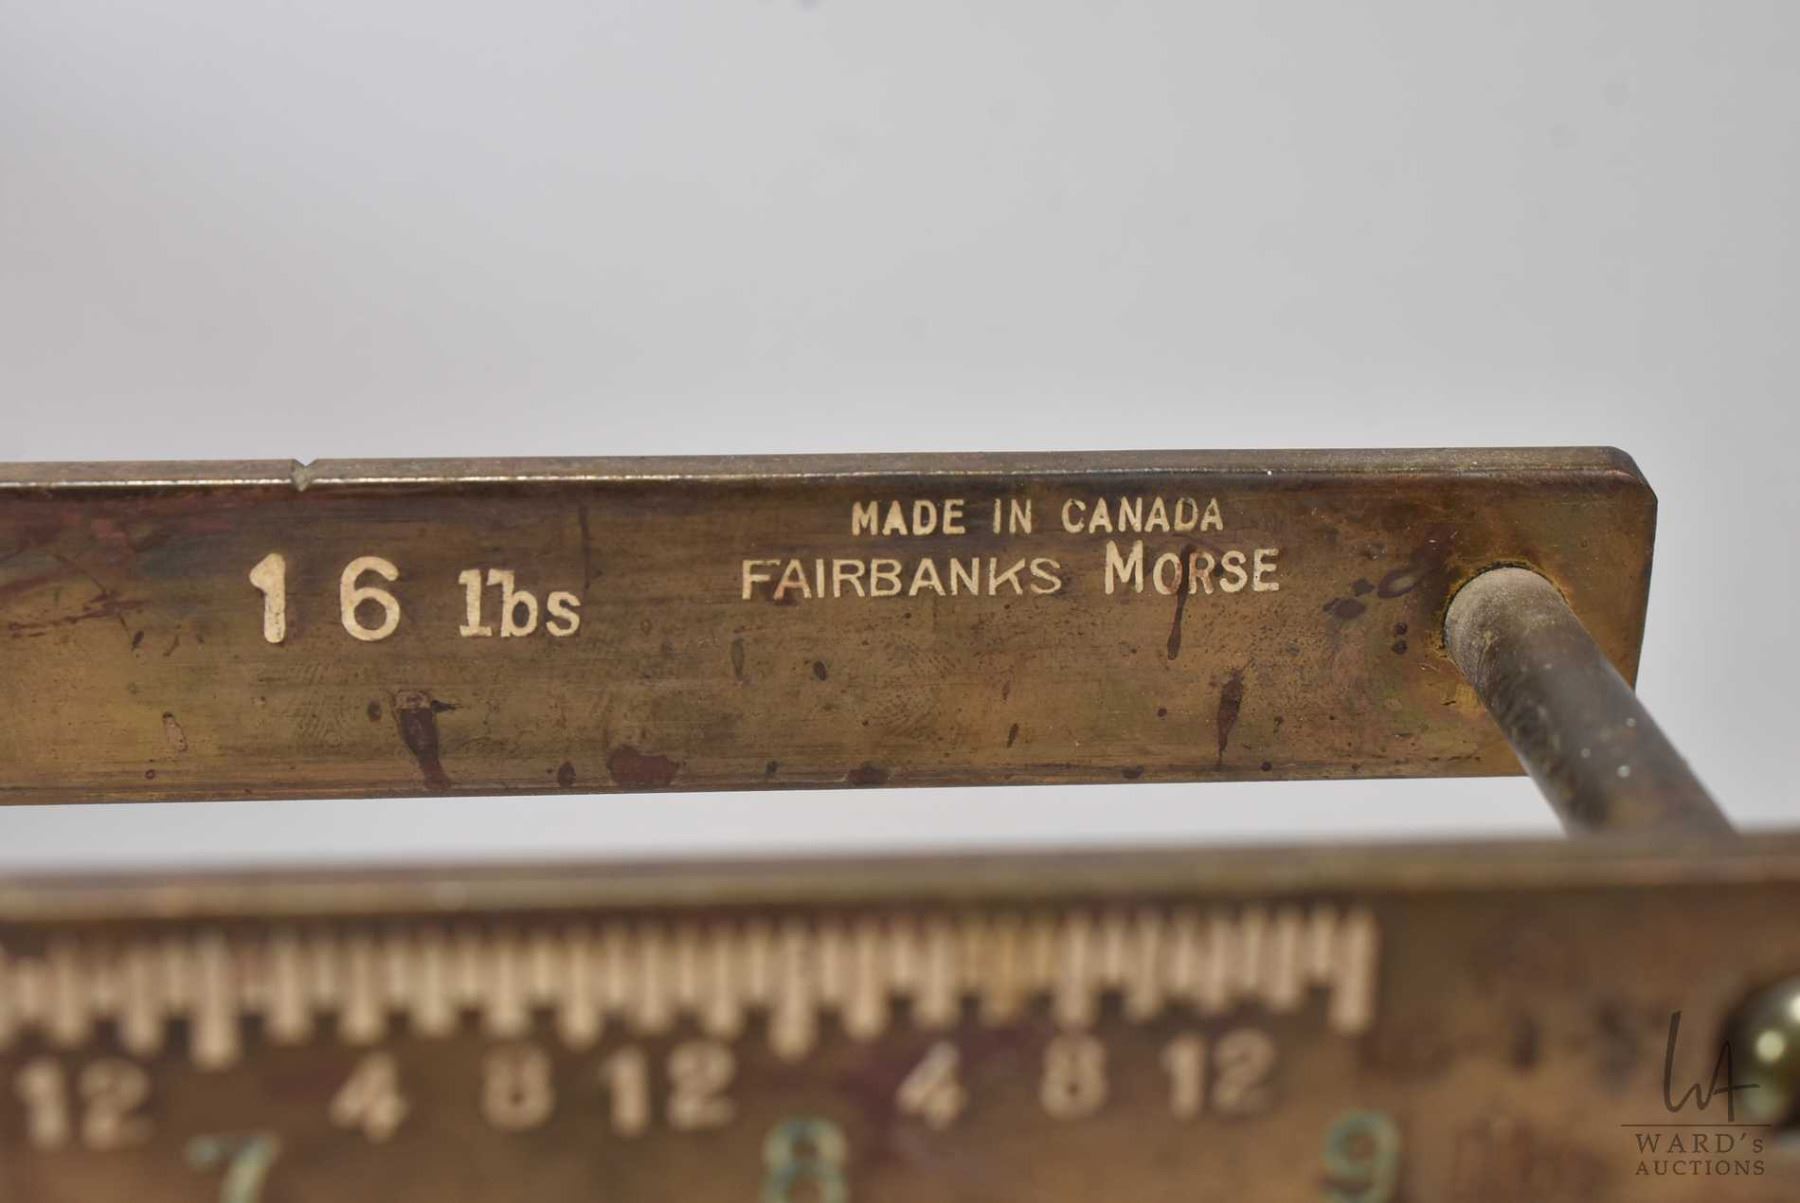 MADE IN CANADA
16 lbs FAIRBANKS MORSE
12 4 8 12 4 8 12
7 8 9
WARD's
AUCTIONS